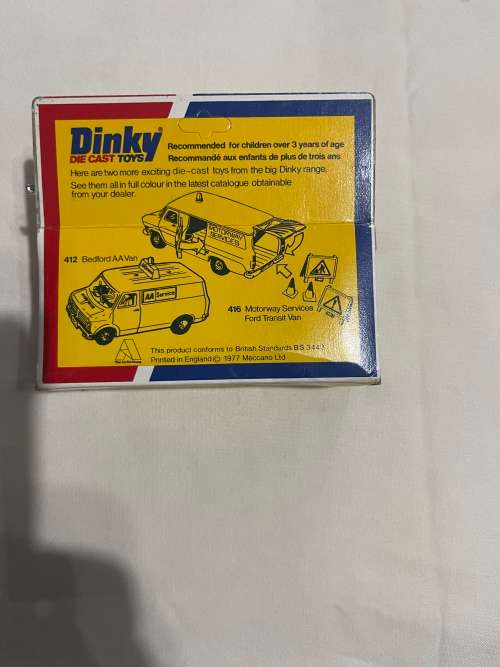 Dinky
DIE CAST TOYS
Recommended for children over 3 years of age
Recommandé aux enfants de plus de trois ans
Here are two more exciting die-cast toys from the big Dinky range.
See them all in full colour in the latest catalogue, obtainable
from your dealer.
MOTORWAY
SERVICES
412 Bedford AA Van
AA Service
416 Motorway Services
Ford Transit Van
This product conforms to British Standards BS 3443
Printed in England © 1977 Meccano Ltd